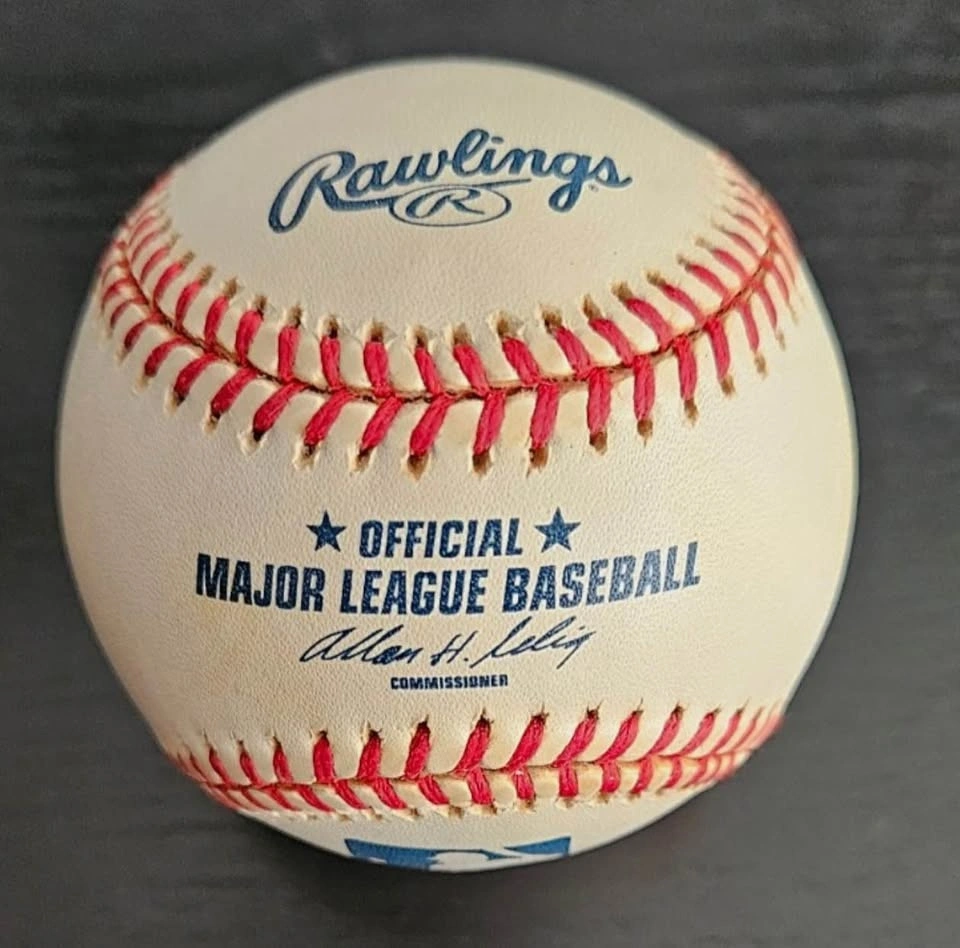 Rawlings
R
★ OFFICIAL ★
MAJOR LEAGUE BASEBALL
Allan H. Selig
COMMISSIONER